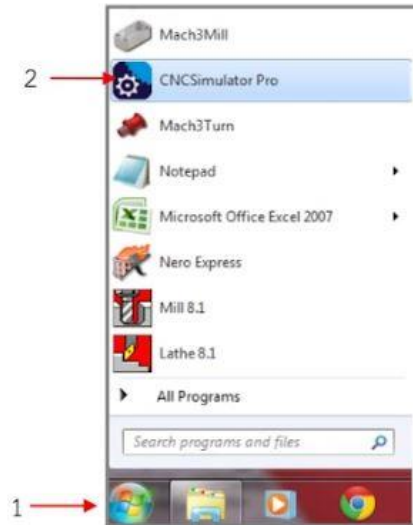 Mach3Mill
2
CNCSimulator Pro
Mach3Turn
Notepad
Microsoft Office Excel 2007
Nero Express
Mill 8.1
Lathe 8.1
All Programs
Search programs and files
1